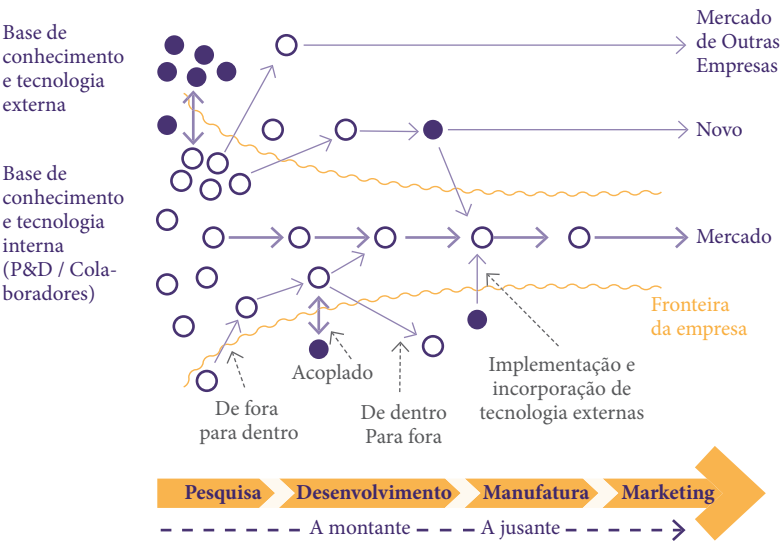 Base de
conhecimento
e tecnologia
externa
Base de
conhecimento
e tecnologia
interna
(P&D / Cola-
boradores)
Mercado
de Outras
Empresas
Novo
Mercado
Fronteira
da empresa
Acoplado
De fora
para dentro
De dentro
Para fora
Implementação e
incorporação de
tecnologia externas
Pesquisa Desenvolvimento Manufatura Marketing
A montante A jusante